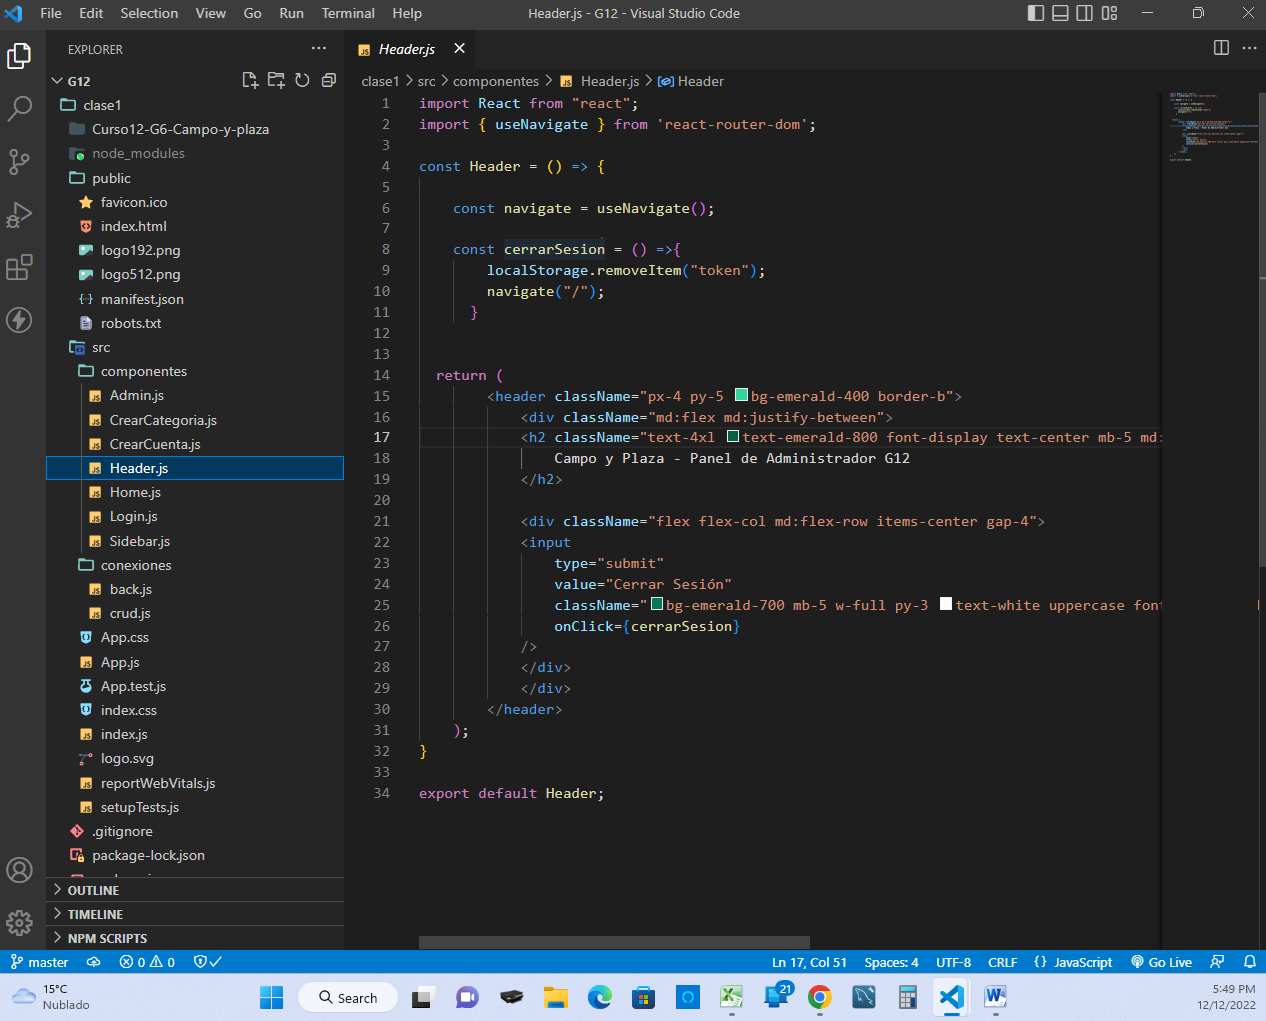 File Edit Selection View Go Run Terminal Help
Header.js - G12 - Visual Studio Code
EXPLORER
G12
clase1
Curso12-G6-Campo-y-plaza
node_modules
public
favicon.ico
index.html
logo192.png
logo512.png
manifest.json
robots.txt
src
componentes
Admin.js
CrearCategoria.js
CrearCuenta.js
Header.js
Home.js
Login.js
Sidebar.js
conexiones
back.js
crud.js
App.css
App.js
App.test.js
index.css
index.js
logo.svg
reportWebVitals.js
setupTests.js
.gitignore
package-lock.json
OUTLINE
TIMELINE
NPM SCRIPTS
Header.js
clase1 > src > componentes > Header.js > Header
1 import React from "react";
2 import { useNavigate } from 'react-router-dom';
3
4 const Header = () => {
5
6 const navigate = useNavigate();
7
8 const cerrarSesion = () =>{
9 localStorage.removeItem("token");
10 navigate("/");
11 }
12
13
14 return (
15 <header className="px-4 py-5 bg-emerald-400 border-b">
16 <div className="md:flex md:justify-between">
17 <h2 className="text-4xl text-emerald-800 font-display text-center mb-5 md:
18 Campo y Plaza - Panel de Administrador G12
19 </h2>
20
21 <div className="flex flex-col md:flex-row items-center gap-4">
22 <input
23 type="submit"
24 value="Cerrar Sesión"
25 className="bg-emerald-700 mb-5 w-full py-3 text-white uppercase font
26 onClick={cerrarSesion}
27 />
28 </div>
29 </div>
30 </header>
31 );
32 }
33
34 export default Header;
master 0 0 Ln 17, Col 51 Spaces: 4 UTF-8 CRLF {} JavaScript Go Live
15°C
Nublado
Search
21
5:49 PM
12/12/2022